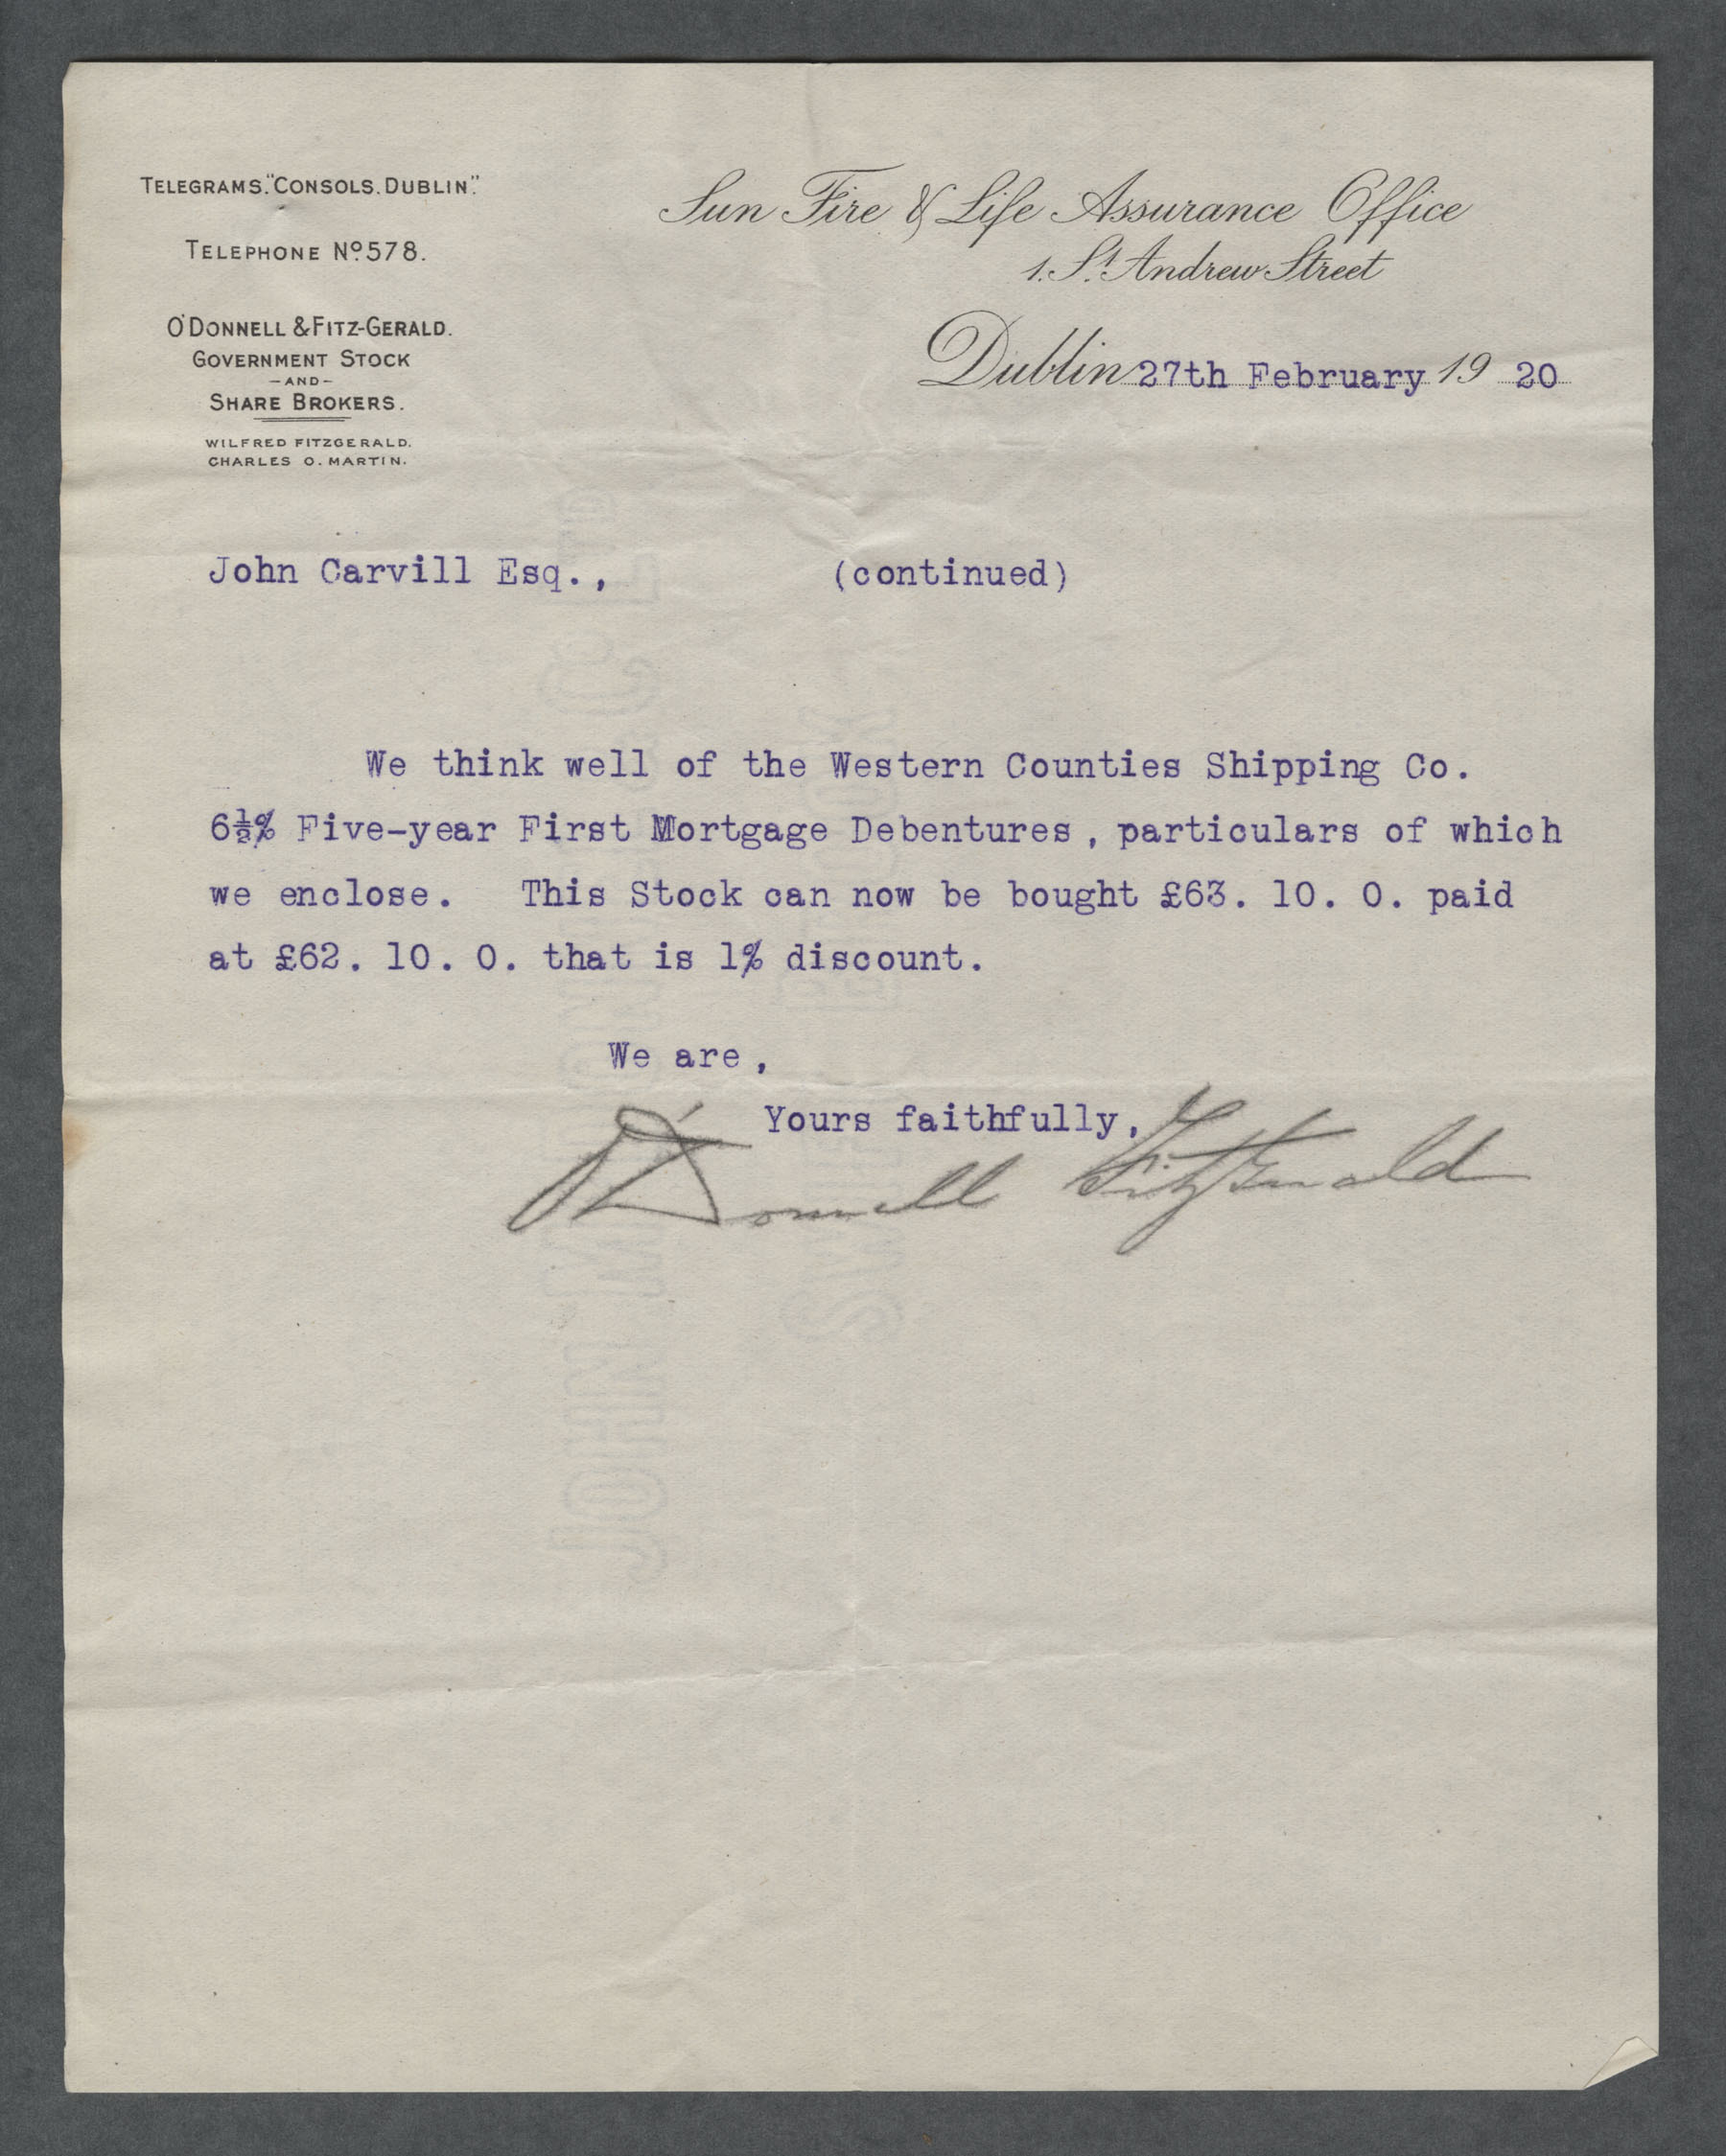 TELEGRAMS. "CONSOLS. DUBLIN."
TELEPHONE Nº 578.
O'DONNELL & FITZ-GERALD.
GOVERNMENT STOCK
-AND-
SHARE BROKERS.
WILFRED FITZGERALD.
CHARLES O. MARTIN.
Sun Fire & Life Assurance Office
1. St. Andrew Street
Dublin 27th February 19 20
John Carvill Esq., (continued)
We think well of the Western Counties Shipping Co.
6½% Five-year First Mortgage Debentures, particulars of which
we enclose. This Stock can now be bought £63. 10. 0. paid
at £62. 10. 0. that is 1% discount.
We are,
Yours faithfully,
O'Donnell Fitzgerald